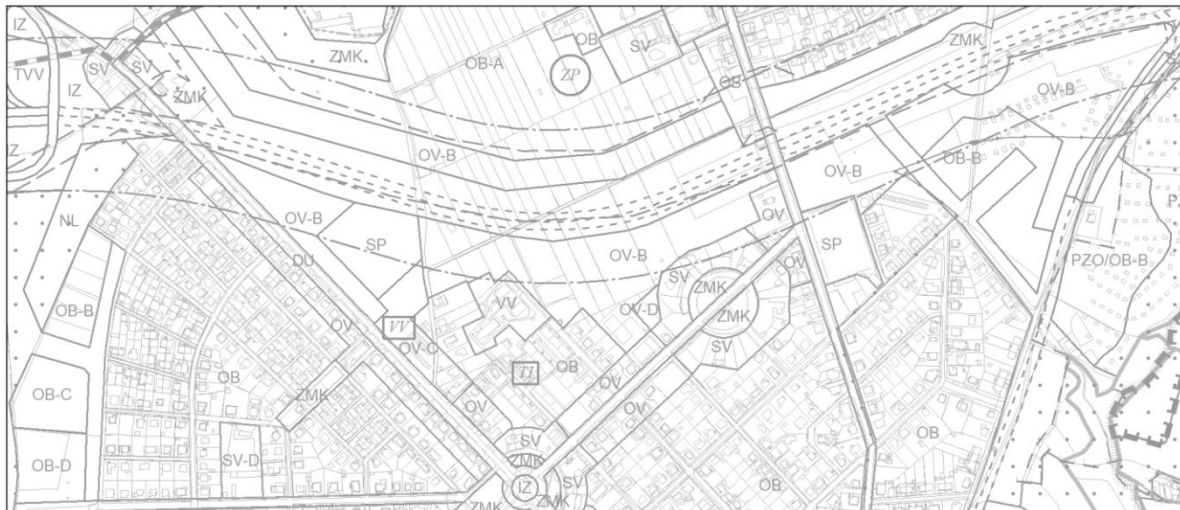 IZ
TVV
SV
SV
IZ
ZMK
ZMK
OB-A
OB
ZP
SV
OB
ZMK
OV-B
OV-B
OB-B
OV-B
NL
OV-B
DU
SP
OV-B
SV
OV
SP
PZO/OB-B
OB-B
OV
VV
OV-C
VV
OV-D
ZMK
ZMK
OV
SV
TI
OB
OV
OV
OV
OB-C
OB
ZMK
OB
OB-D
SV-D
SV
ZMK
IZ
ZMK
SV
ZMK
OB